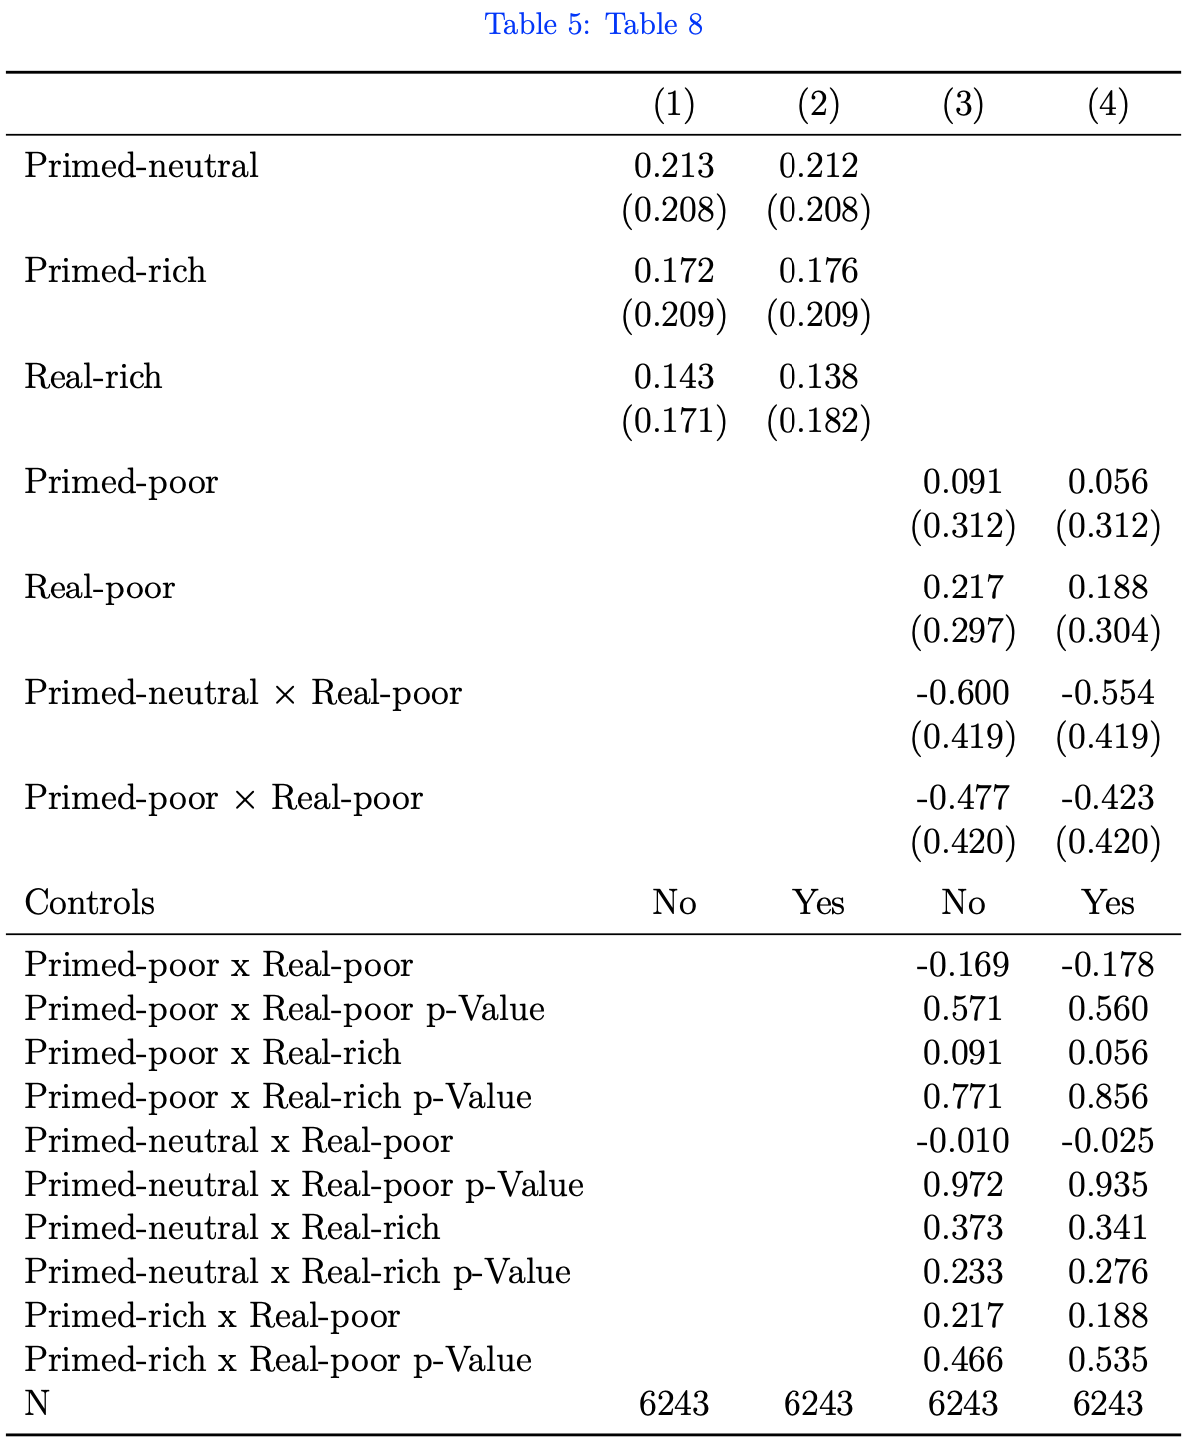 Table 5: Table 8
(1) (2) (3) (4)
Primed-neutral 0.213 0.212
(0.208) (0.208)
Primed-rich 0.172 0.176
(0.209) (0.209)
Real-rich 0.143 0.138
(0.171) (0.182)
Primed-poor 0.091 0.056
(0.312) (0.312)
Real-poor 0.217 0.188
(0.297) (0.304)
Primed-neutral × Real-poor -0.600 -0.554
(0.419) (0.419)
Primed-poor × Real-poor -0.477 -0.423
(0.420) (0.420)
Controls No Yes No Yes
Primed-poor x Real-poor -0.169 -0.178
Primed-poor x Real-poor p-Value 0.571 0.560
Primed-poor x Real-rich 0.091 0.056
Primed-poor x Real-rich p-Value 0.771 0.856
Primed-neutral x Real-poor -0.010 -0.025
Primed-neutral x Real-poor p-Value 0.972 0.935
Primed-neutral x Real-rich 0.373 0.341
Primed-neutral x Real-rich p-Value 0.233 0.276
Primed-rich x Real-poor 0.217 0.188
Primed-rich x Real-poor p-Value 0.466 0.535
N 6243 6243 6243 6243